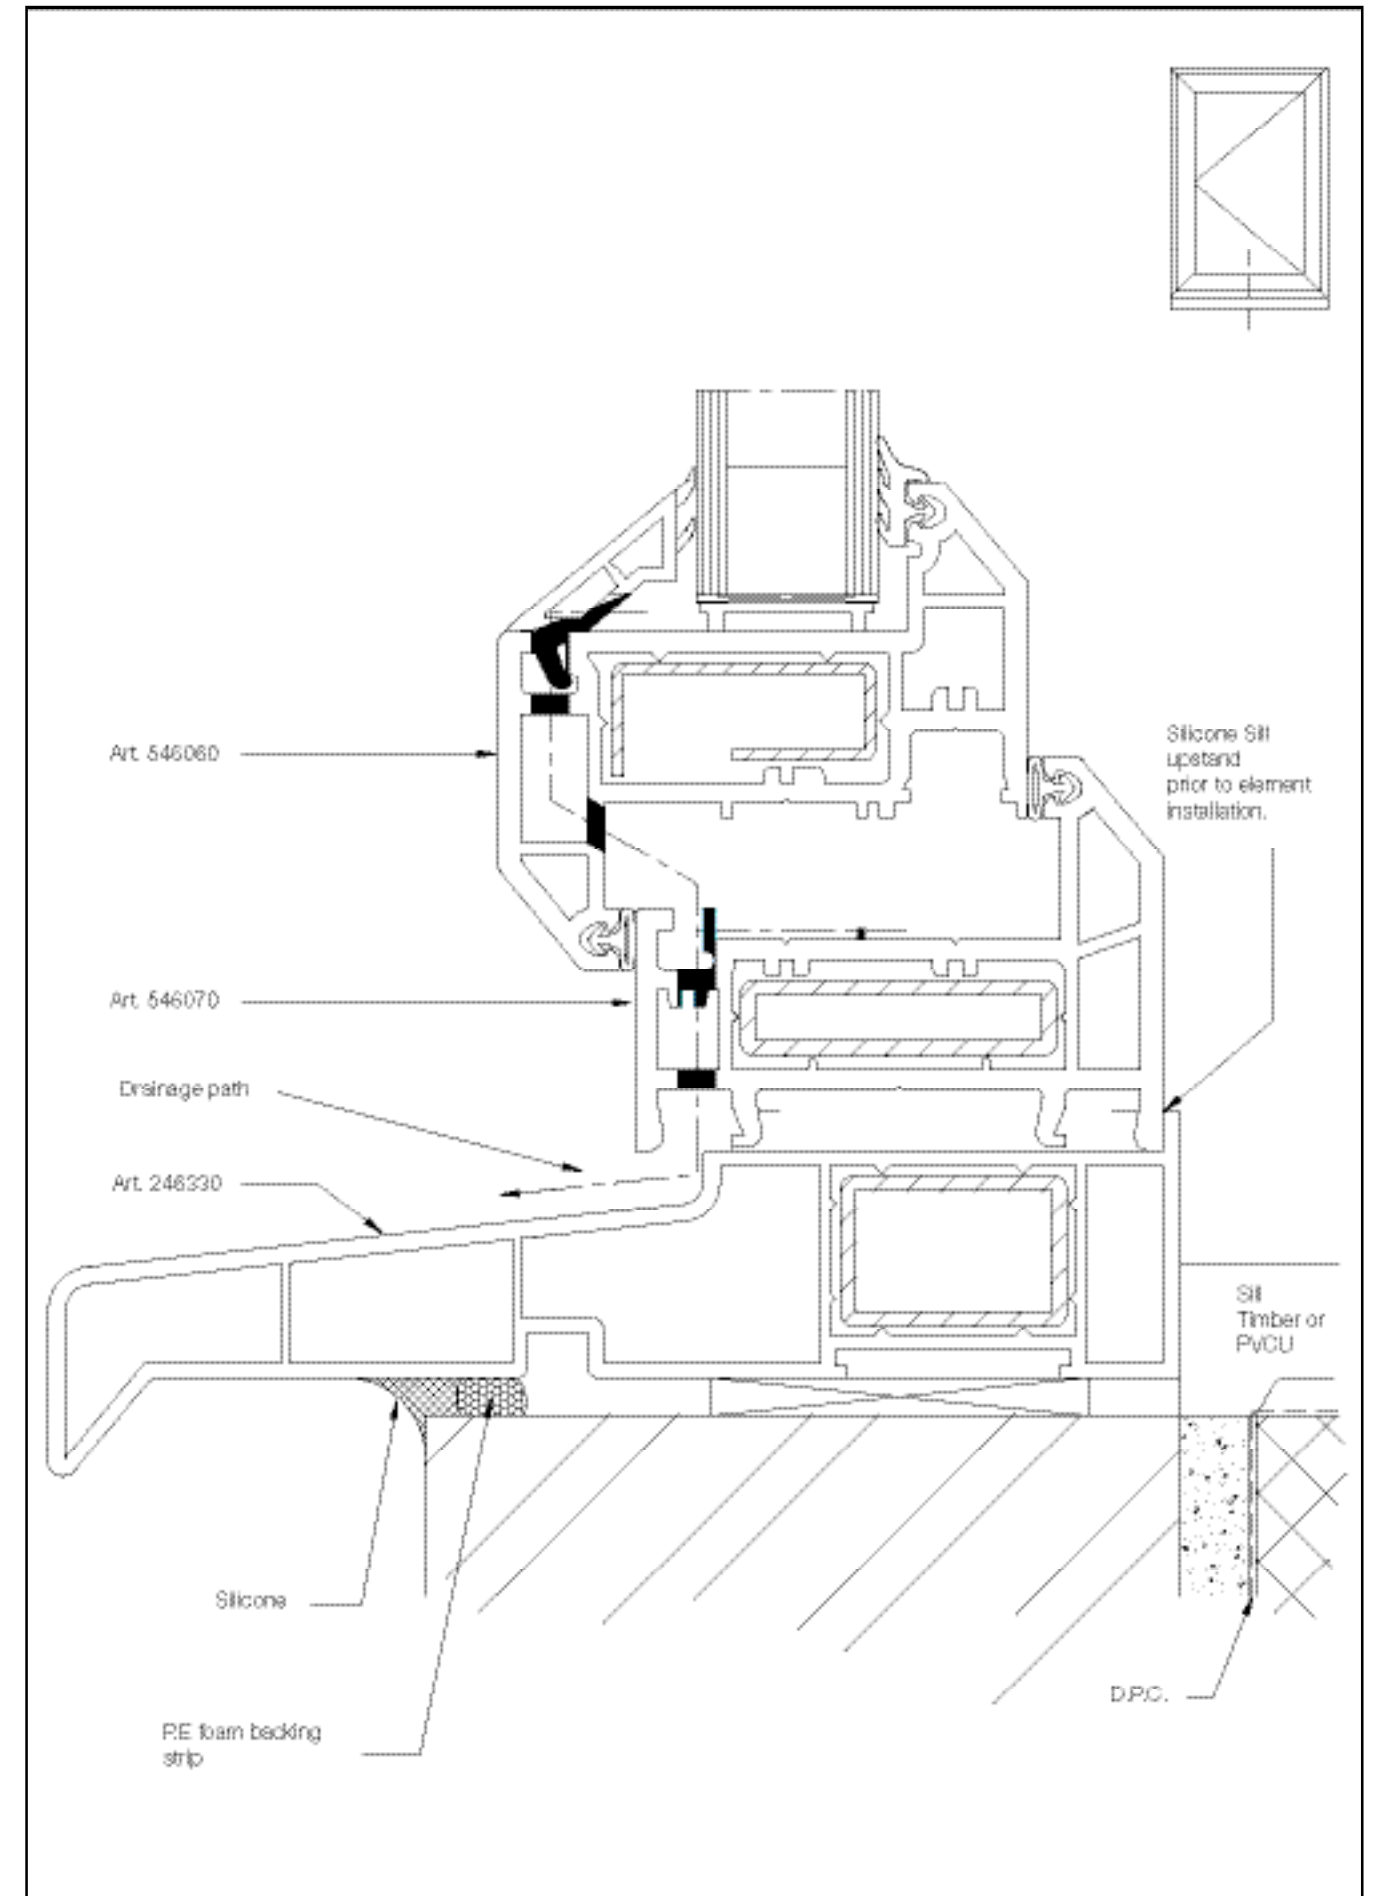 Art. 546060
Silicone Sill
upstand
prior to element
installation.
Art. 546070
Drainage path
Art. 246330
Sill
Timber or
PVCU
Silicone
D.P.C.
P.E foam backing
strip